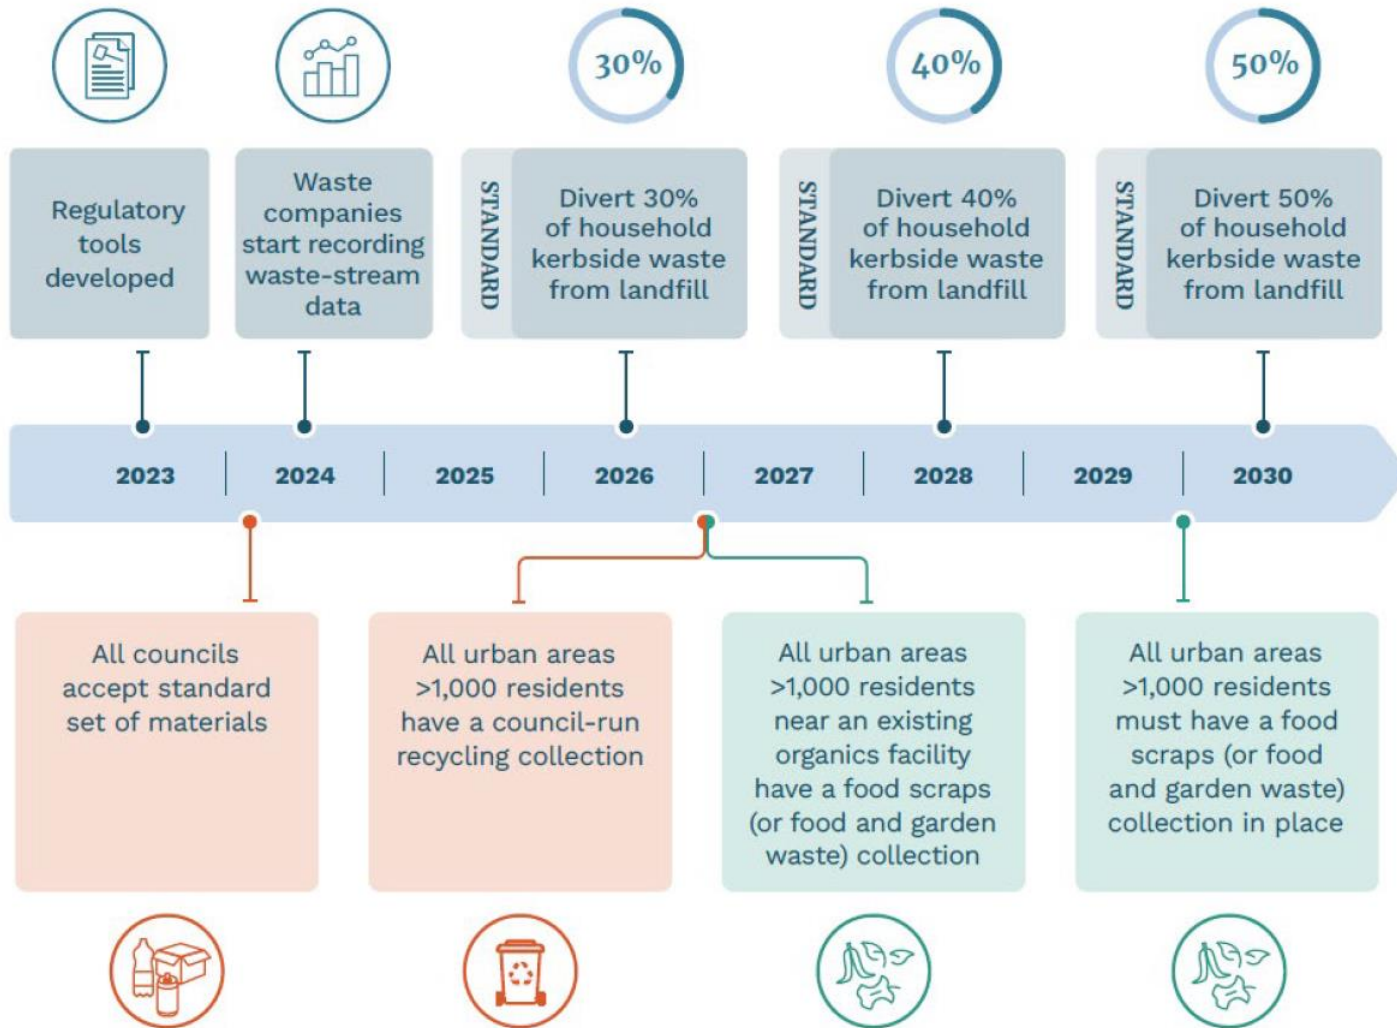 30%
40%
50%
Regulatory
tools
developed
Waste
companies
start recording
waste-stream
data
STANDARD
Divert 30%
of household
kerbside waste
from landfill
STANDARD
Divert 40%
of household
kerbside waste
from landfill
STANDARD
Divert 50%
of household
kerbside waste
from landfill
2023
2024
2025
2026
2027
2028
2029
2030
All councils
accept standard
set of materials
All urban areas
>1,000 residents
have a council-run
recycling collection
All urban areas
>1,000 residents
near an existing
organics facility
have a food scraps
(or food and garden
waste) collection
All urban areas
>1,000 residents
must have a food
scraps (or food
and garden waste)
collection in place